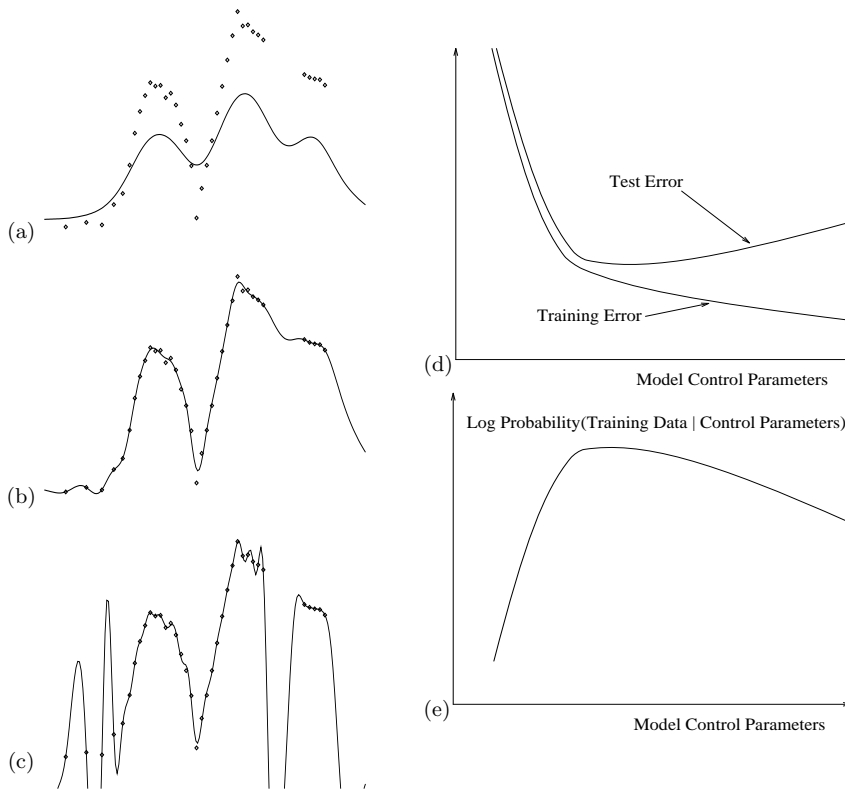 (a)
(b)
(c)
Test Error
Training Error
(d)
Model Control Parameters
Log Probability(Training Data | Control Parameters)
(e)
Model Control Parameters